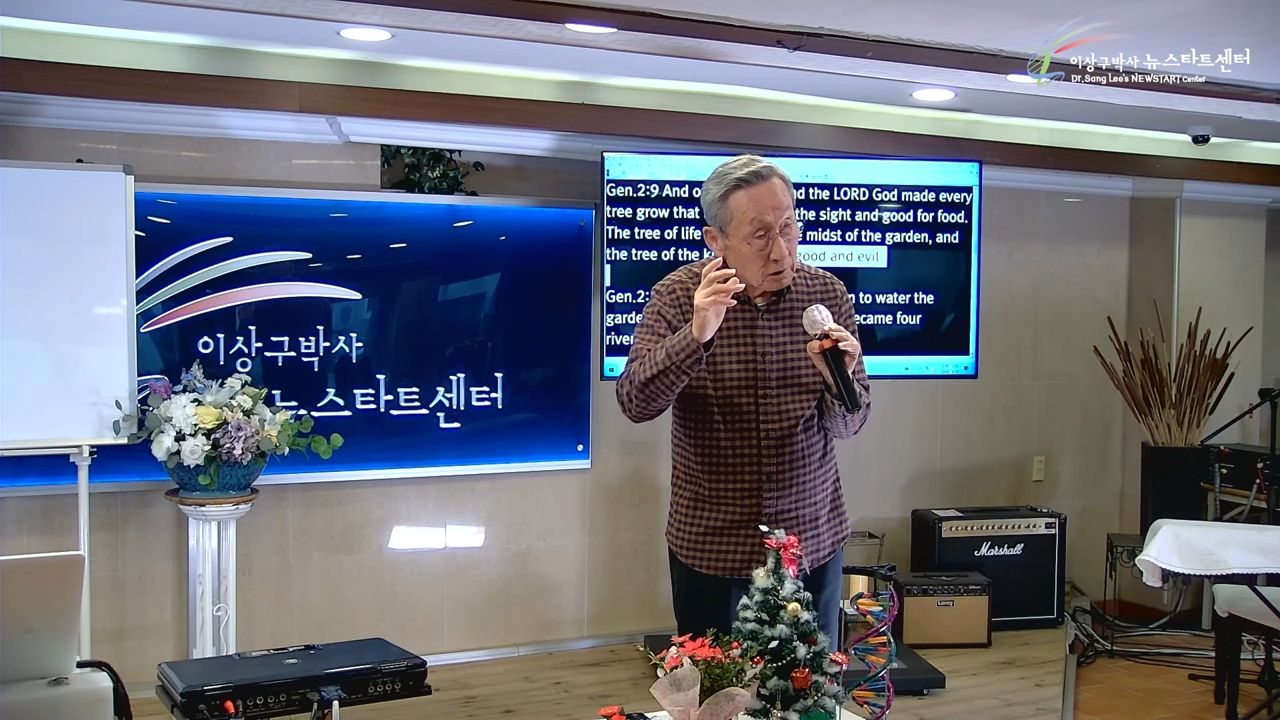 이상구박사 뉴스타트센터
Dr. Sang Lee's NEWSTART Center
Gen.2:9 And o nd the LORD God made every
tree grow that the sight and good for food.
The tree of life midst of the garden, and
the tree of the k good and evil
Gen.2: n to water the
garde ecame four
river
이상구박사
뉴스타트센터
Marshall
Laney